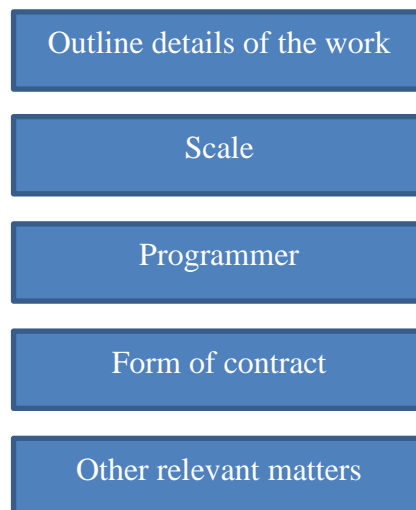 Outline details of the work
Scale
Programmer
Form of contract
Other relevant matters